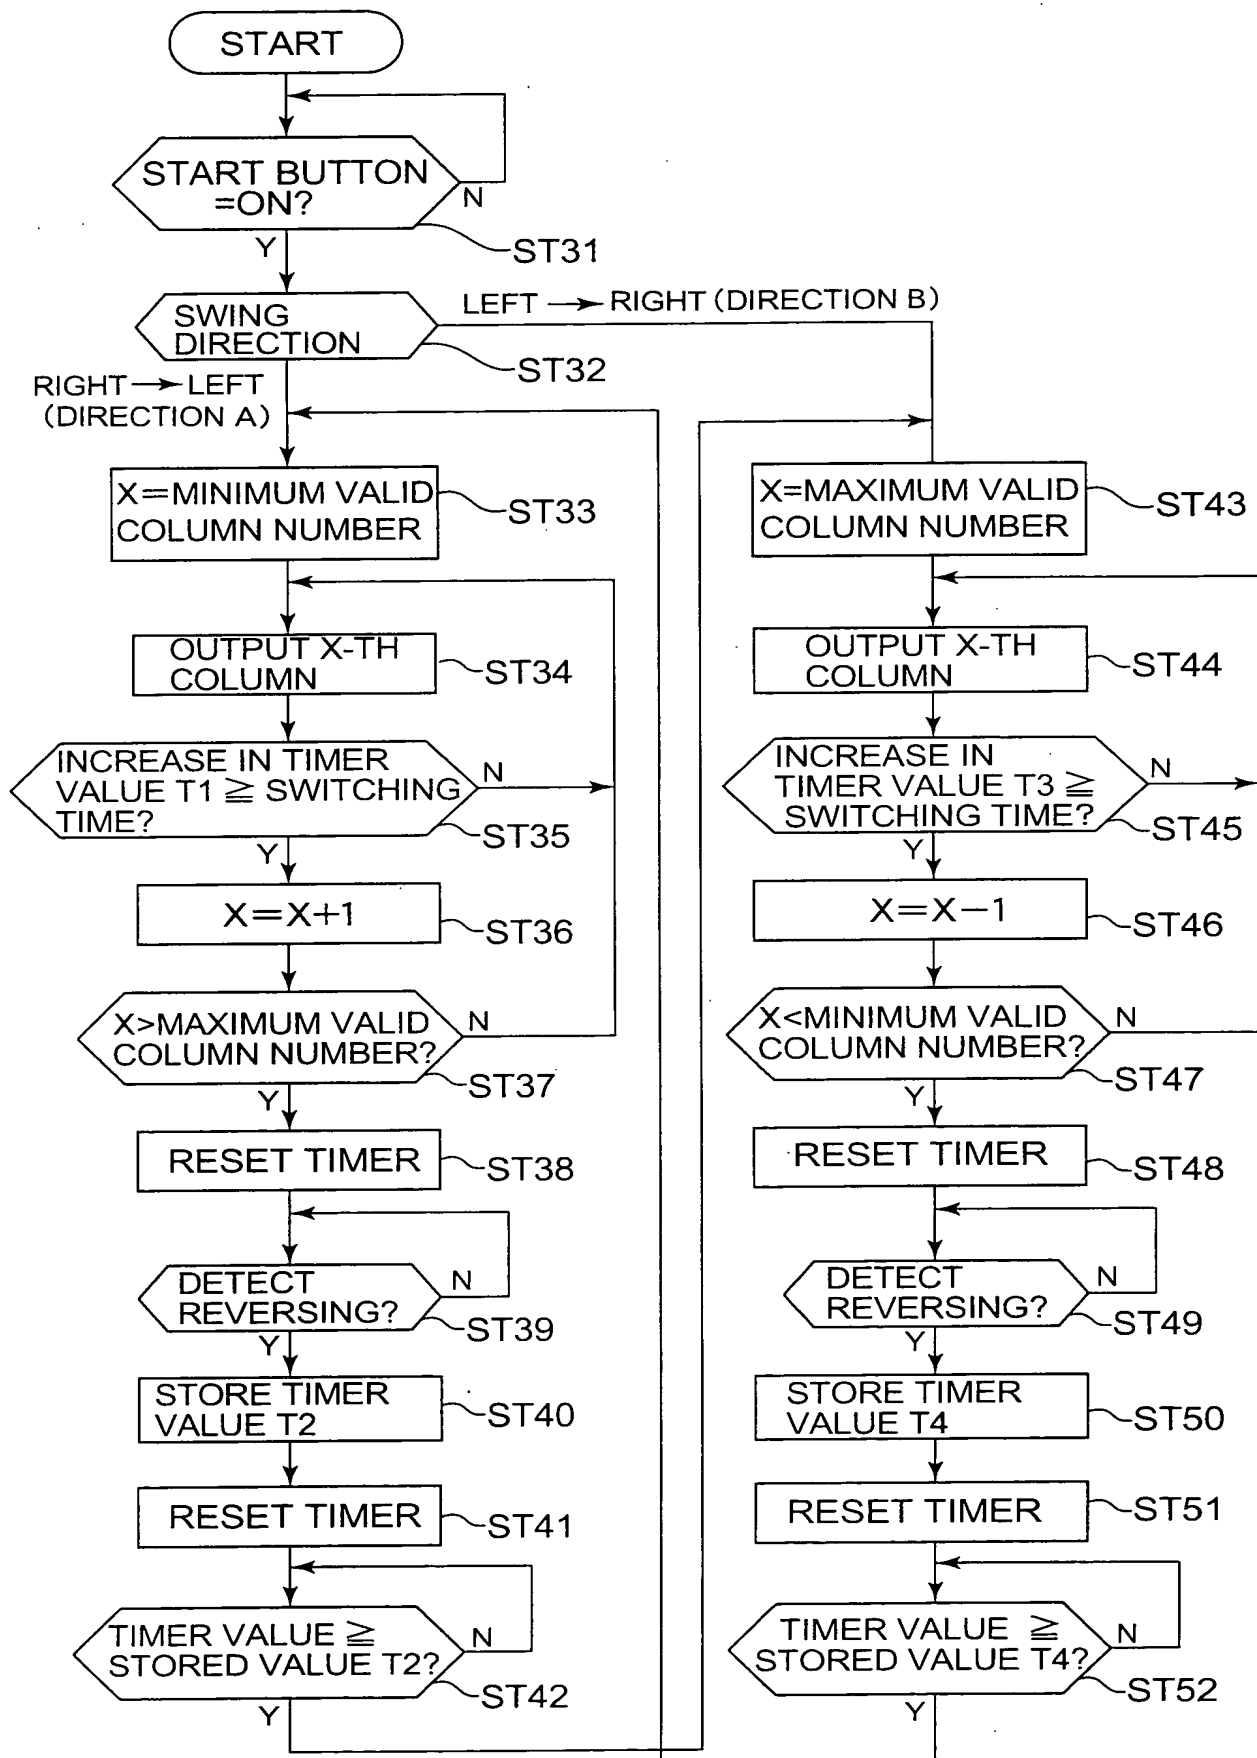 START
START BUTTON
=ON?
N
Y
ST31
SWING
DIRECTION
ST32
LEFT → RIGHT (DIRECTION B)
RIGHT → LEFT
(DIRECTION A)
X=MINIMUM VALID
COLUMN NUMBER
ST33
OUTPUT X-TH
COLUMN
ST34
INCREASE IN TIMER
VALUE T1 ≧ SWITCHING
TIME?
N
Y
ST35
X=X+1
ST36
X>MAXIMUM VALID
COLUMN NUMBER?
N
Y
ST37
RESET TIMER
ST38
DETECT
REVERSING?
N
Y
ST39
STORE TIMER
VALUE T2
ST40
RESET TIMER
ST41
TIMER VALUE ≧
STORED VALUE T2?
N
Y
ST42
X=MAXIMUM VALID
COLUMN NUMBER
ST43
OUTPUT X-TH
COLUMN
ST44
INCREASE IN
TIMER VALUE T3 ≧
SWITCHING TIME?
N
Y
ST45
X=X-1
ST46
X<MINIMUM VALID
COLUMN NUMBER?
N
Y
ST47
RESET TIMER
ST48
DETECT
REVERSING?
N
Y
ST49
STORE TIMER
VALUE T4
ST50
RESET TIMER
ST51
TIMER VALUE ≧
STORED VALUE T4?
N
Y
ST52